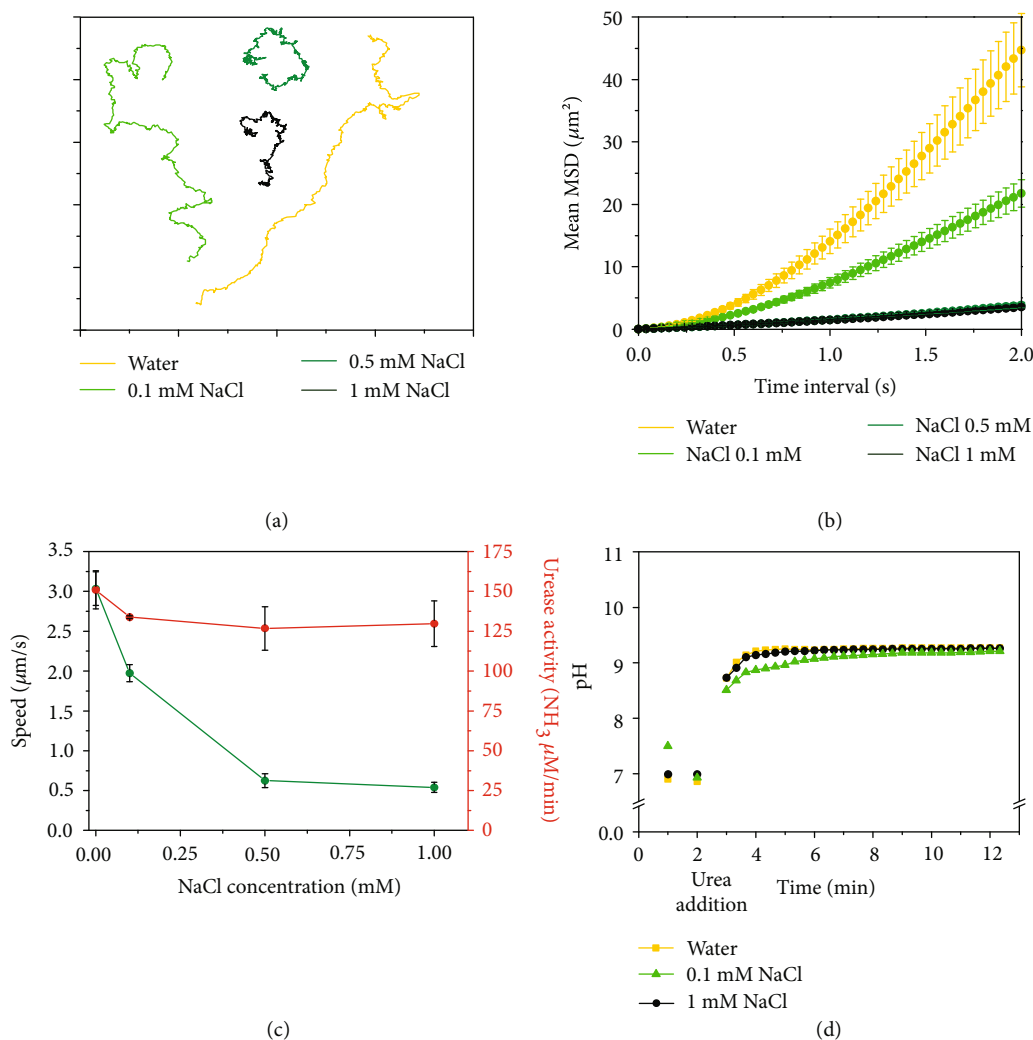 Water
0.1 mM NaCl
0.5 mM NaCl
1 mM NaCl
(a)
Mean MSD (μm²)
50
40
30
20
10
0
0.0 0.5 1.0 1.5 2.0
Time interval (s)
Water
NaCl 0.1 mM
NaCl 0.5 mM
NaCl 1 mM
(b)
Speed (μm/s)
3.5
3.0
2.5
2.0
1.5
1.0
0.5
0.0
0.00 0.25 0.50 0.75 1.00
NaCl concentration (mM)
175
150
125
100
75
50
25
0
Urease activity (NH3 μM/min)
(c)
pH
11
10
9
8
7
0.0
0 2 4 6 8 10 12
Urea
addition
Time (min)
Water
0.1 mM NaCl
1 mM NaCl
(d)